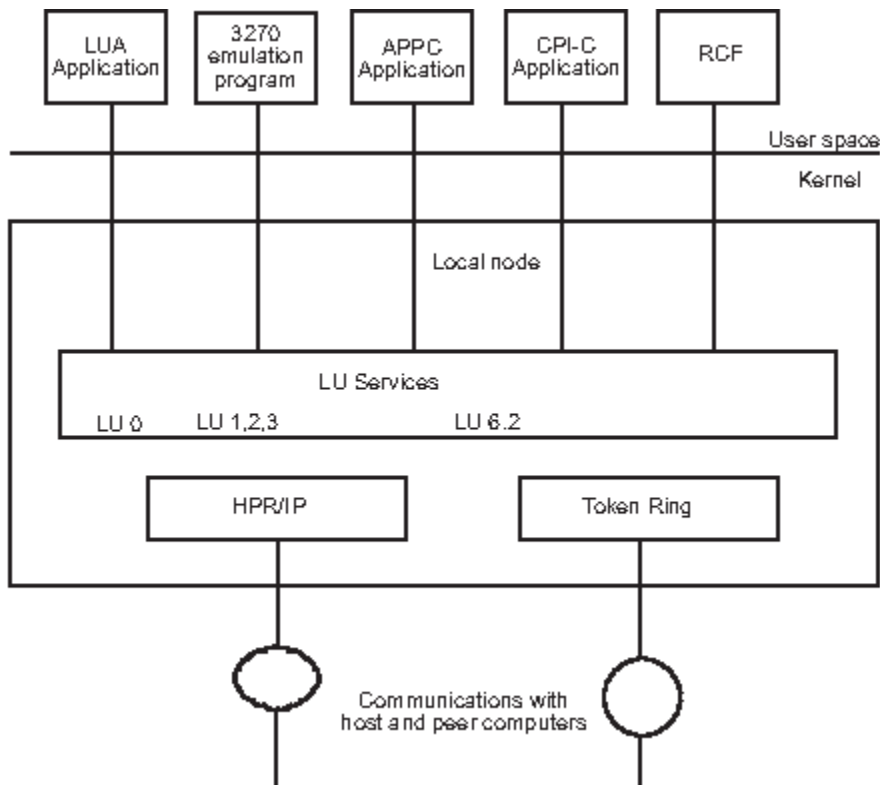 LUA
Application
3270
emulation
program
APPC
Application
CPI-C
Application
RCF
User space
Kernel
Local node
LU Services
LU 0
LU 1,2,3
LU 6.2
HPR/IP
Token Ring
Communications with
host and peer computers